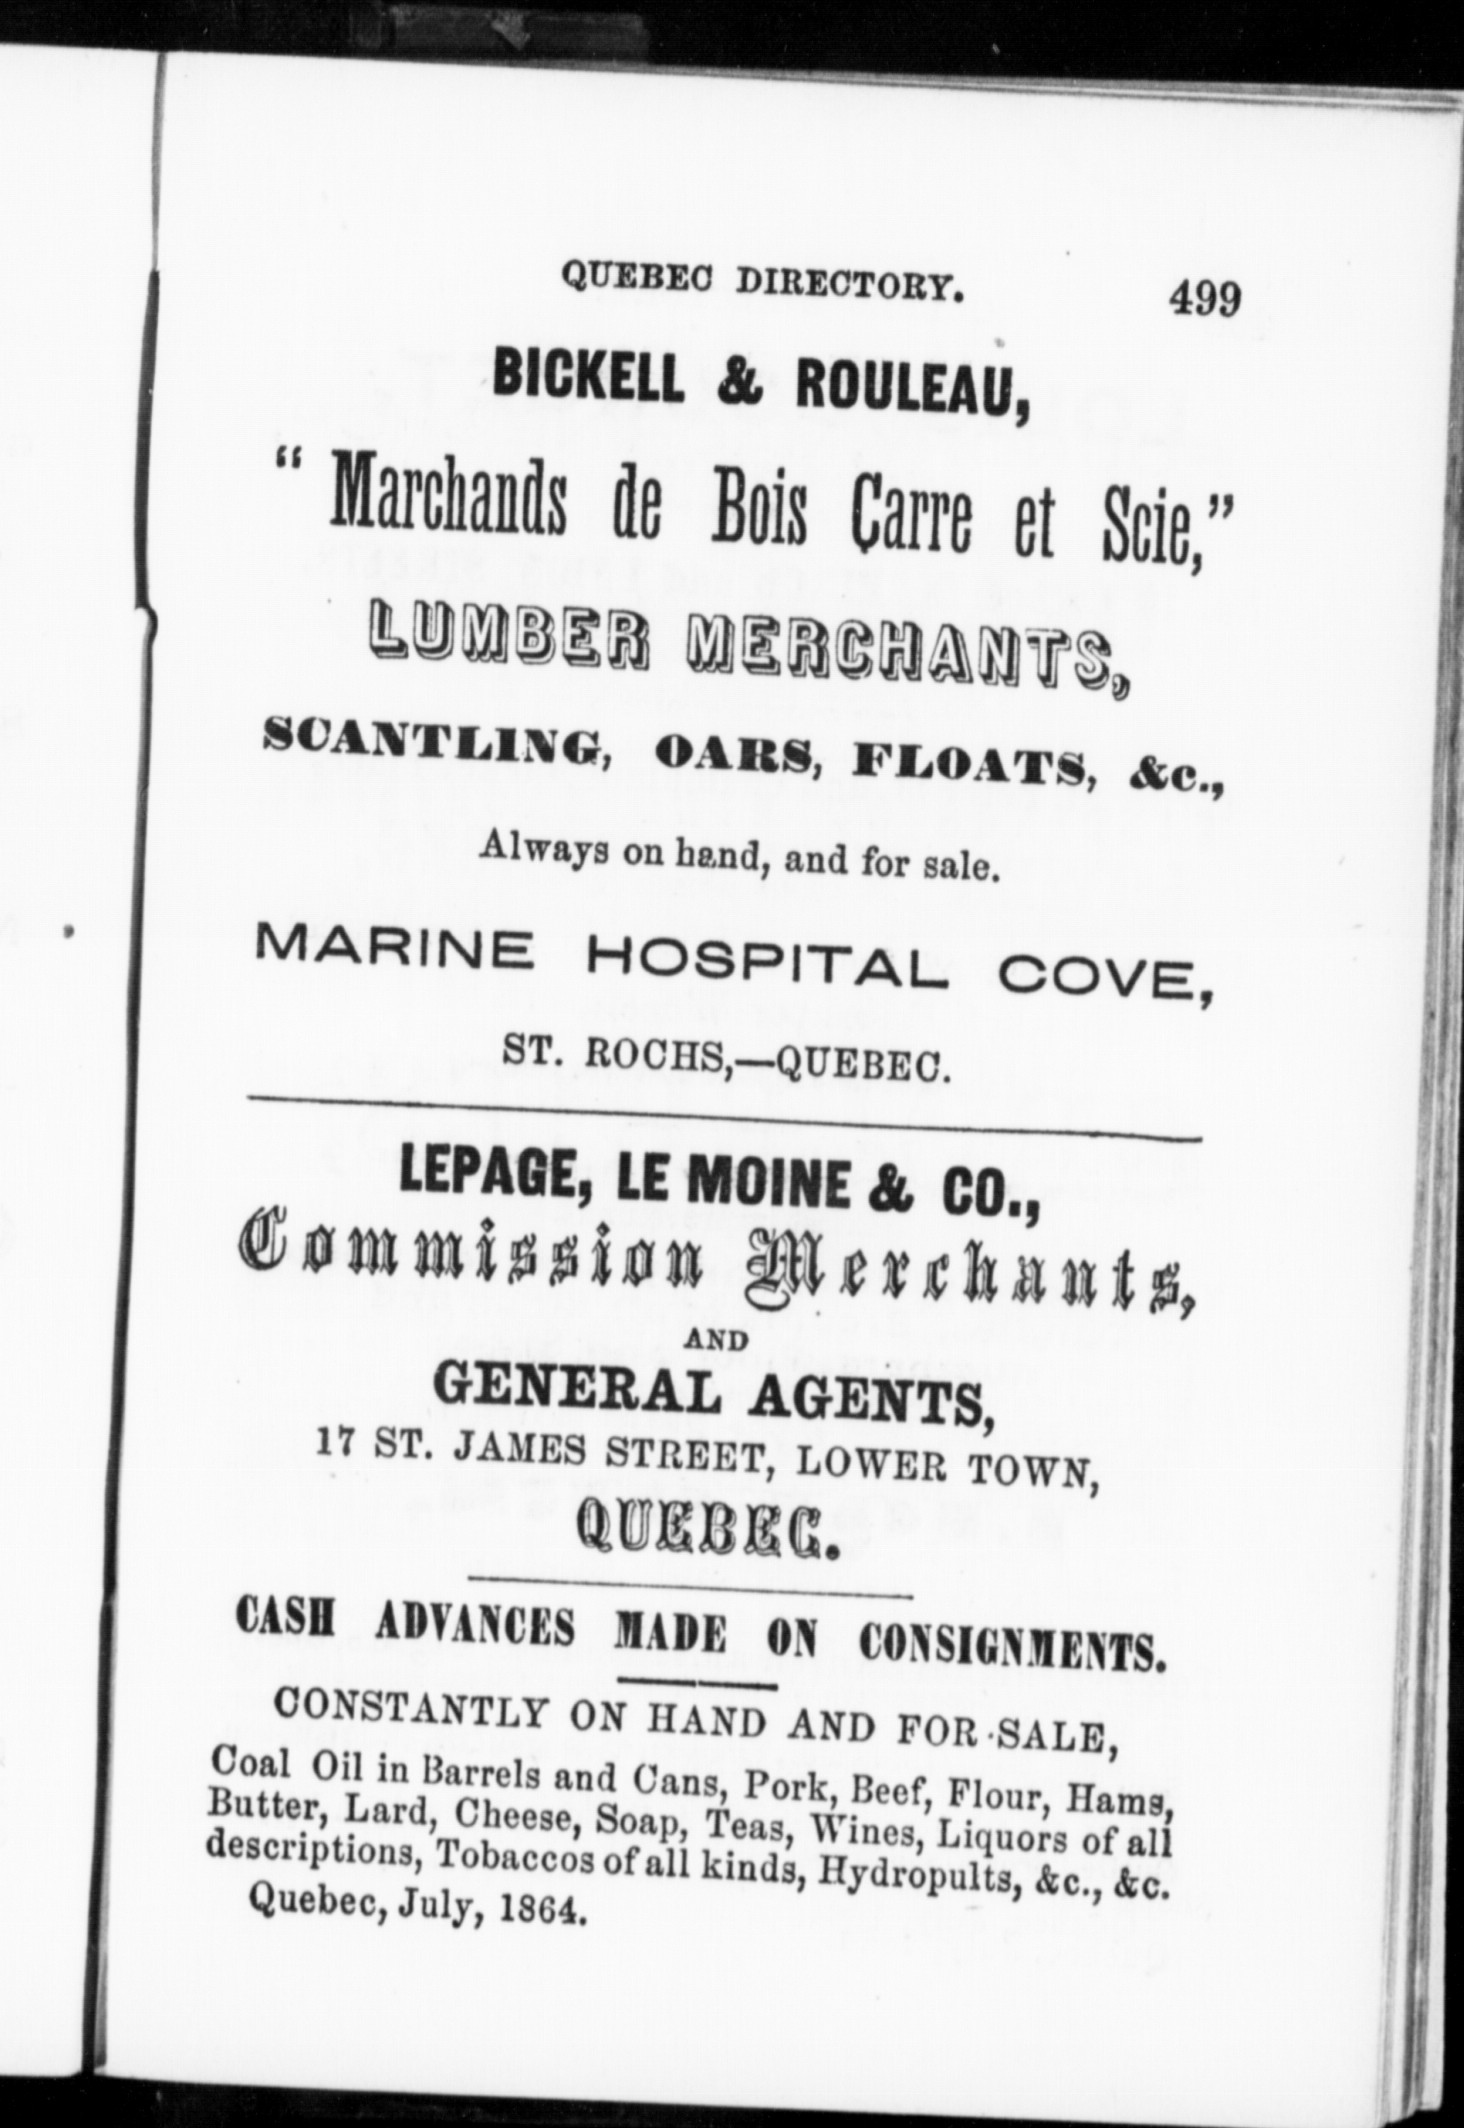 QUEBEC DIRECTORY. 499
BICKELL & ROULEAU,
“ Marchands de Bois Carre et Scie,”
LUMBER MERCHANTS,
SCANTLING, OARS, FLOATS, &c.,
Always on hand, and for sale.
MARINE HOSPITAL COVE,
ST. ROCHS,—QUEBEC.
LEPAGE, LE MOINE & CO.,
Commission Merchants,
AND
GENERAL AGENTS,
17 ST. JAMES STREET, LOWER TOWN,
QUEBEC.
CASH ADVANCES MADE ON CONSIGNMENTS.
CONSTANTLY ON HAND AND FOR SALE,
Coal Oil in Barrels and Cans, Pork, Beef, Flour, Hams,
Butter, Lard, Cheese, Soap, Teas, Wines, Liquors of all
descriptions, Tobaccos of all kinds, Hydropults, &c., &c.
Quebec, July, 1864.